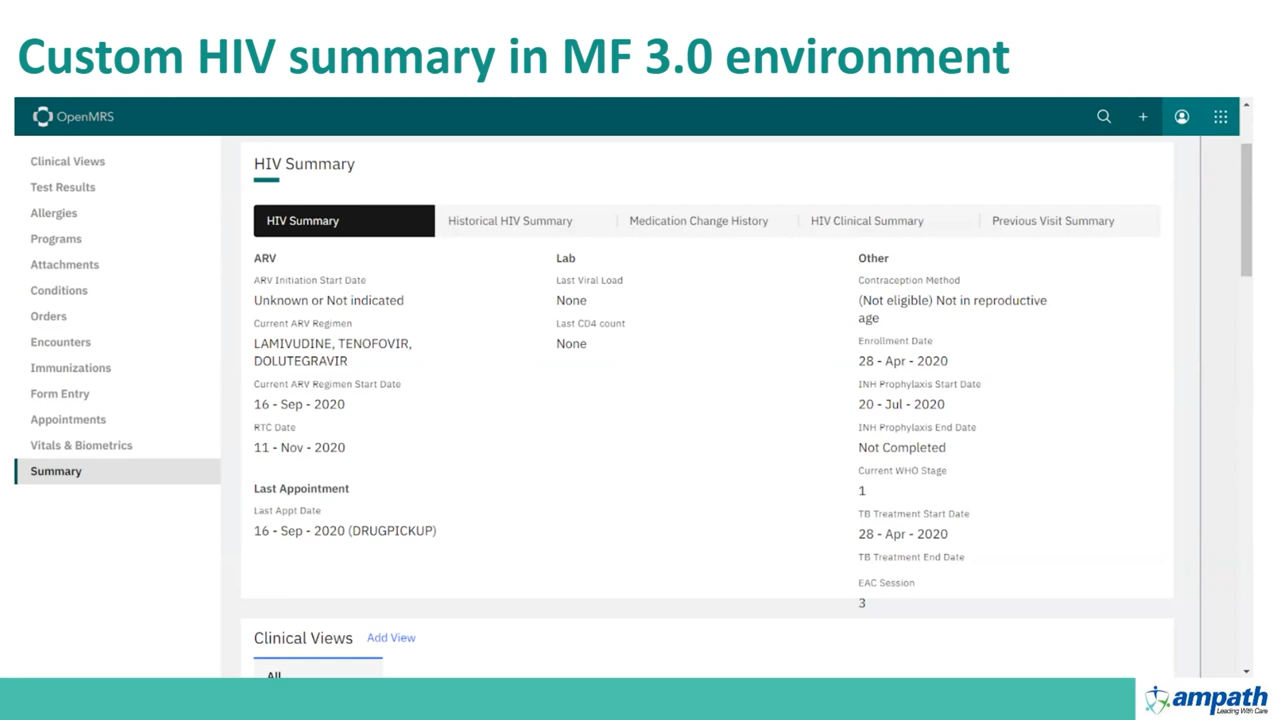 Custom HIV summary in MF 3.0 environment
OpenMRS
Clinical Views
Test Results
Allergies
Programs
Attachments
Conditions
Orders
Encounters
Immunizations
Form Entry
Appointments
Vitals & Biometrics
Summary
HIV Summary
HIV Summary
Historical HIV Summary
Medication Change History
HIV Clinical Summary
Previous Visit Summary
ARV
ARV Initiation Start Date
Unknown or Not indicated
Current ARV Regimen
LAMIVUDINE, TENOFOVIR,
DOLUTEGRAVIR
Current ARV Regimen Start Date
16 - Sep - 2020
RTC Date
11 - Nov - 2020
Last Appointment
Last Appt Date
16 - Sep - 2020 (DRUGPICKUP)
Lab
Last Viral Load
None
Last CD4 count
None
Other
Contraception Method
(Not eligible) Not in reproductive
age
Enrollment Date
28 - Apr - 2020
INH Prophylaxis Start Date
20 - Jul - 2020
INH Prophylaxis End Date
Not Completed
Current WHO Stage
1
TB Treatment Start Date
28 - Apr - 2020
TB Treatment End Date
EAC Session
3
Clinical Views
Add View
All
ampath
Leading With Care